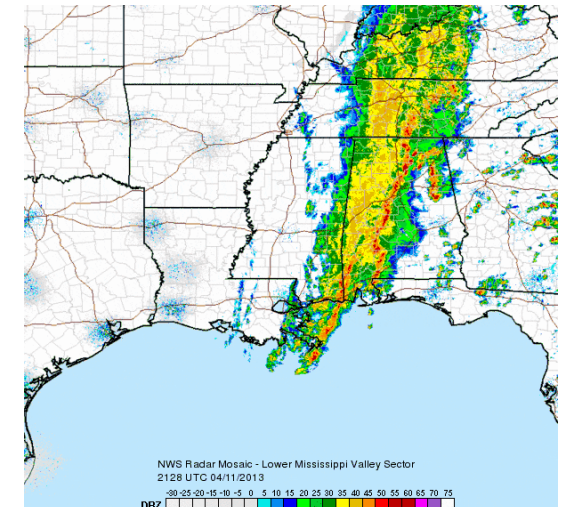 NWS Radar Mosaic - Lower Mississippi Valley Sector
2128 UTC 04/11/2013
-30 -25 -20 -15 -10 -5 0 5 10 15 20 25 30 35 40 45 50 55 60 65 70 75
DBZ